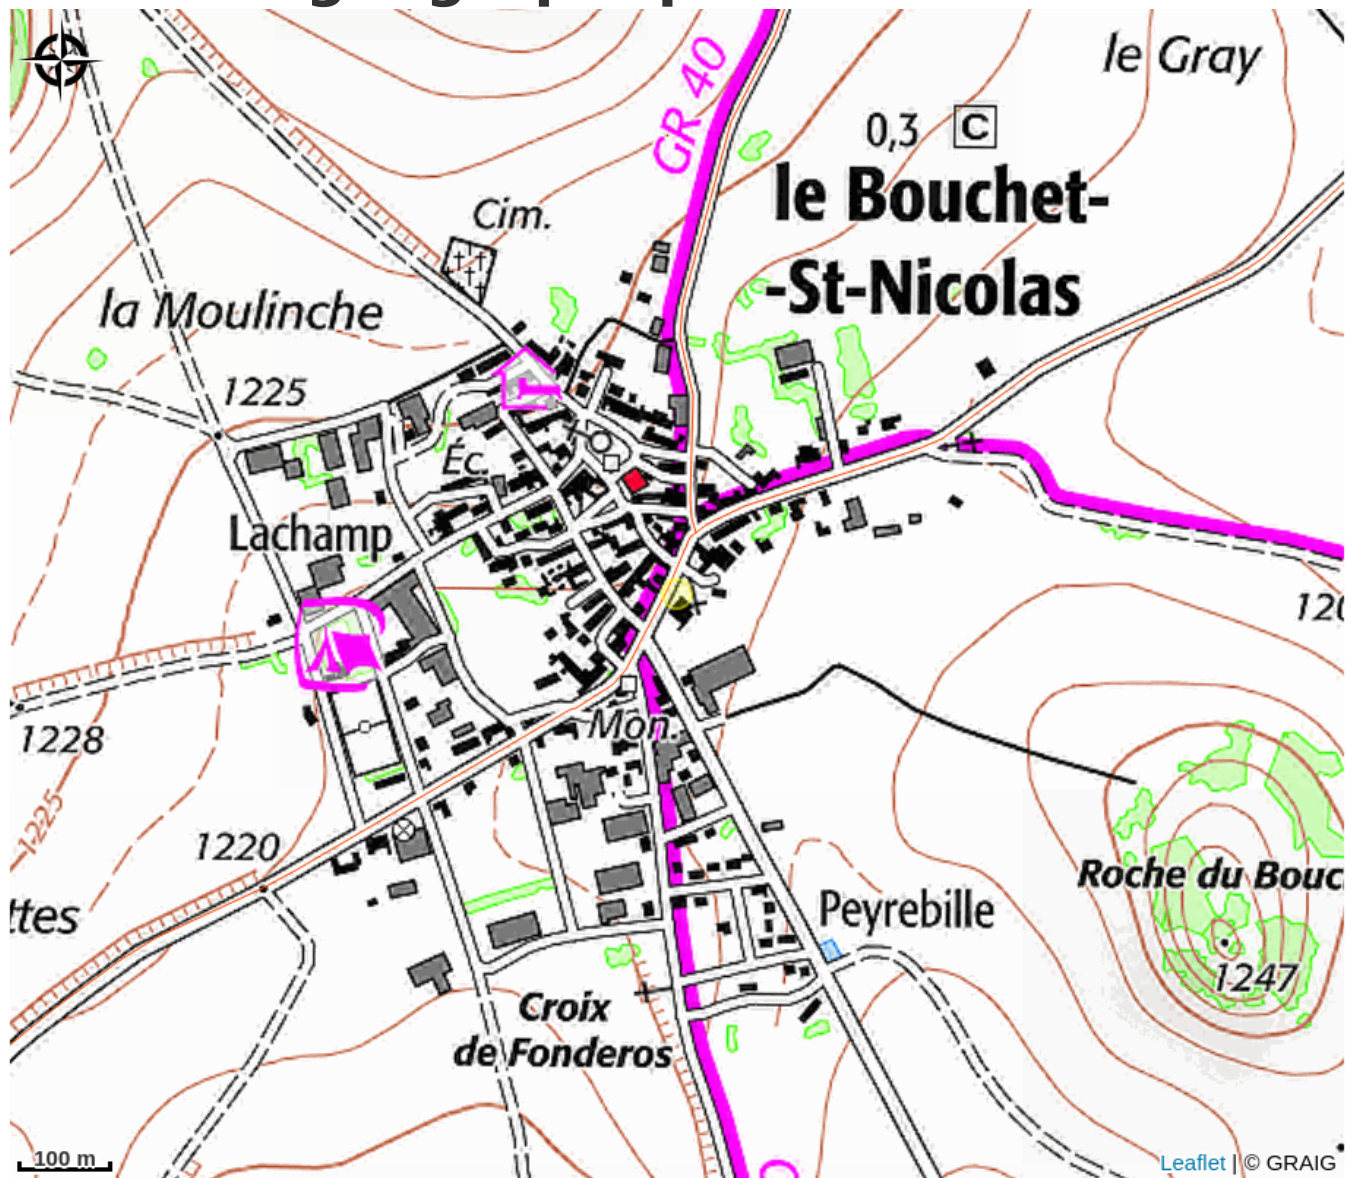 GR 40
le Gray
0,3 C
le Bouchet-
-St-Nicolas
Cim.
la Moulinche
1225
Éc.
Lachamp
1228
Mon.
1225
1220
Roche du Bouc
ttes
Peyrebille
1247
Croix
de Fonderos
100 m
Leaflet | © GRAIG